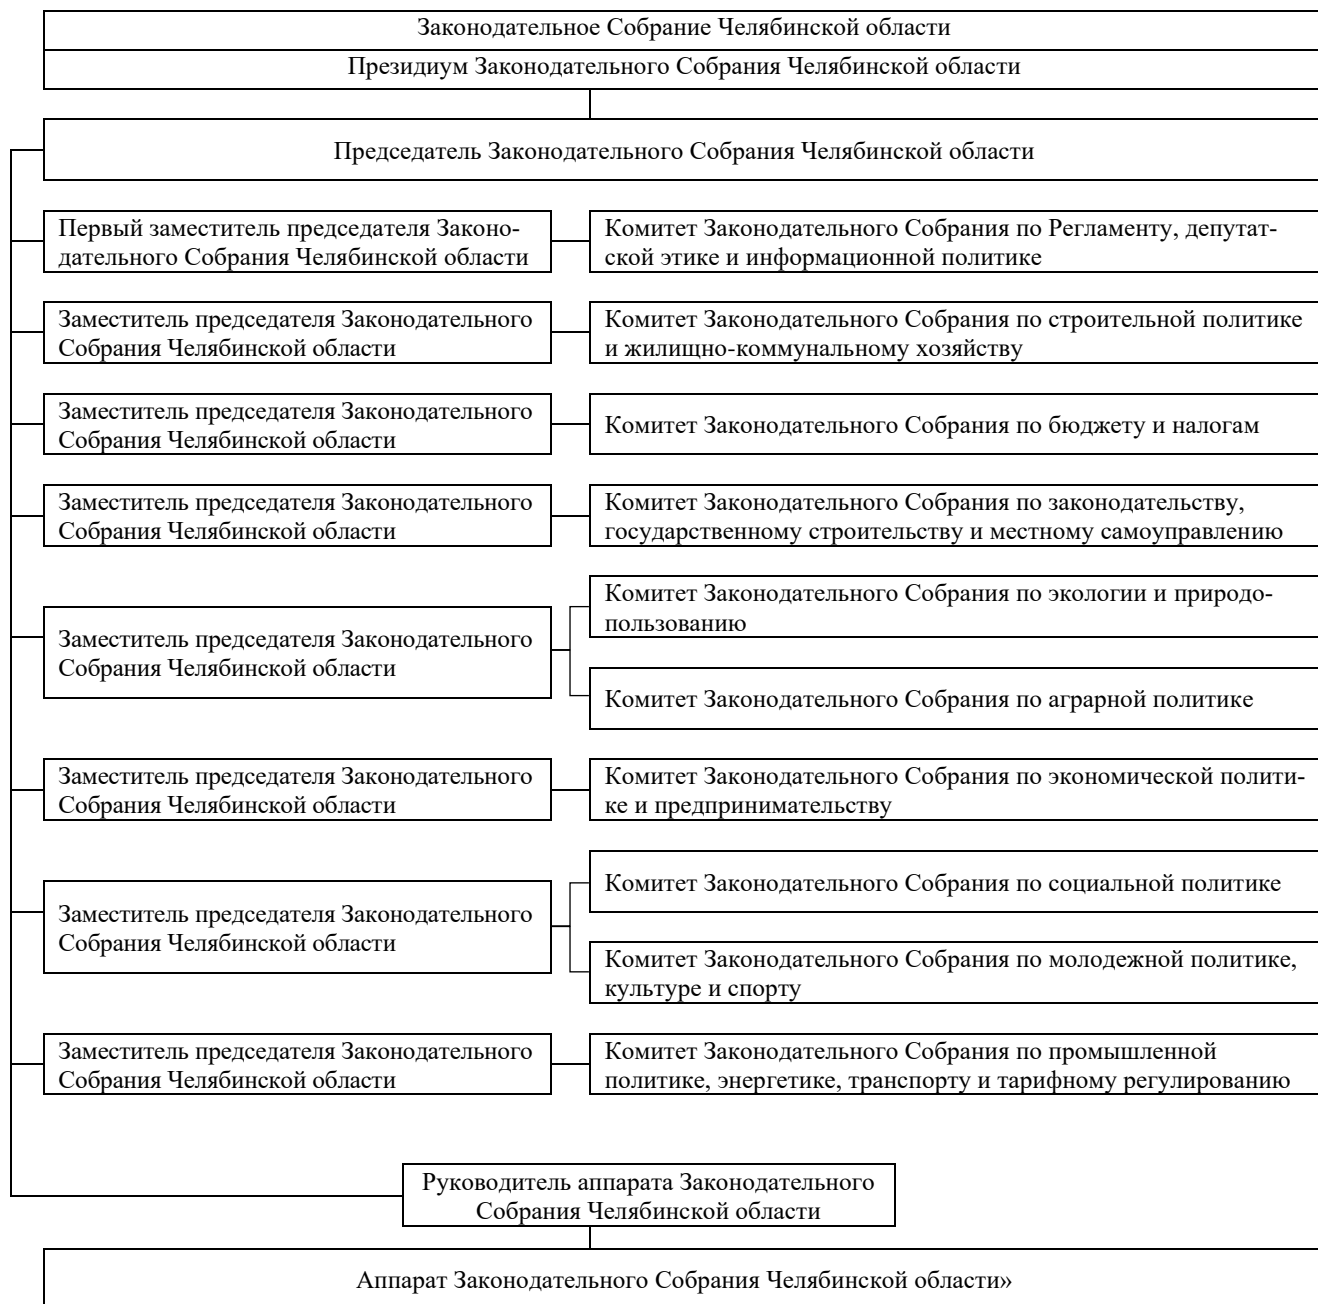 Законодательное Собрание Челябинской области
Президиум Законодательного Собрания Челябинской области
Председатель Законодательного Собрания Челябинской области
Первый заместитель председателя Законо-
дательного Собрания Челябинской области
Комитет Законодательного Собрания по Регламенту, депутат-
ской этике и информационной политике
Заместитель председателя Законодательного
Собрания Челябинской области
Комитет Законодательного Собрания по строительной политике
и жилищно-коммунальному хозяйству
Заместитель председателя Законодательного
Собрания Челябинской области
Комитет Законодательного Собрания по бюджету и налогам
Заместитель председателя Законодательного
Собрания Челябинской области
Комитет Законодательного Собрания по законодательству,
государственному строительству и местному самоуправлению
Заместитель председателя Законодательного
Собрания Челябинской области
Комитет Законодательного Собрания по экологии и природо-
пользованию
Комитет Законодательного Собрания по аграрной политике
Заместитель председателя Законодательного
Собрания Челябинской области
Комитет Законодательного Собрания по экономической полити-
ке и предпринимательству
Заместитель председателя Законодательного
Собрания Челябинской области
Комитет Законодательного Собрания по социальной политике
Комитет Законодательного Собрания по молодежной политике,
культуре и спорту
Заместитель председателя Законодательного
Собрания Челябинской области
Комитет Законодательного Собрания по промышленной
политике, энергетике, транспорту и тарифному регулированию
Руководитель аппарата Законодательного
Собрания Челябинской области
Аппарат Законодательного Собрания Челябинской области»